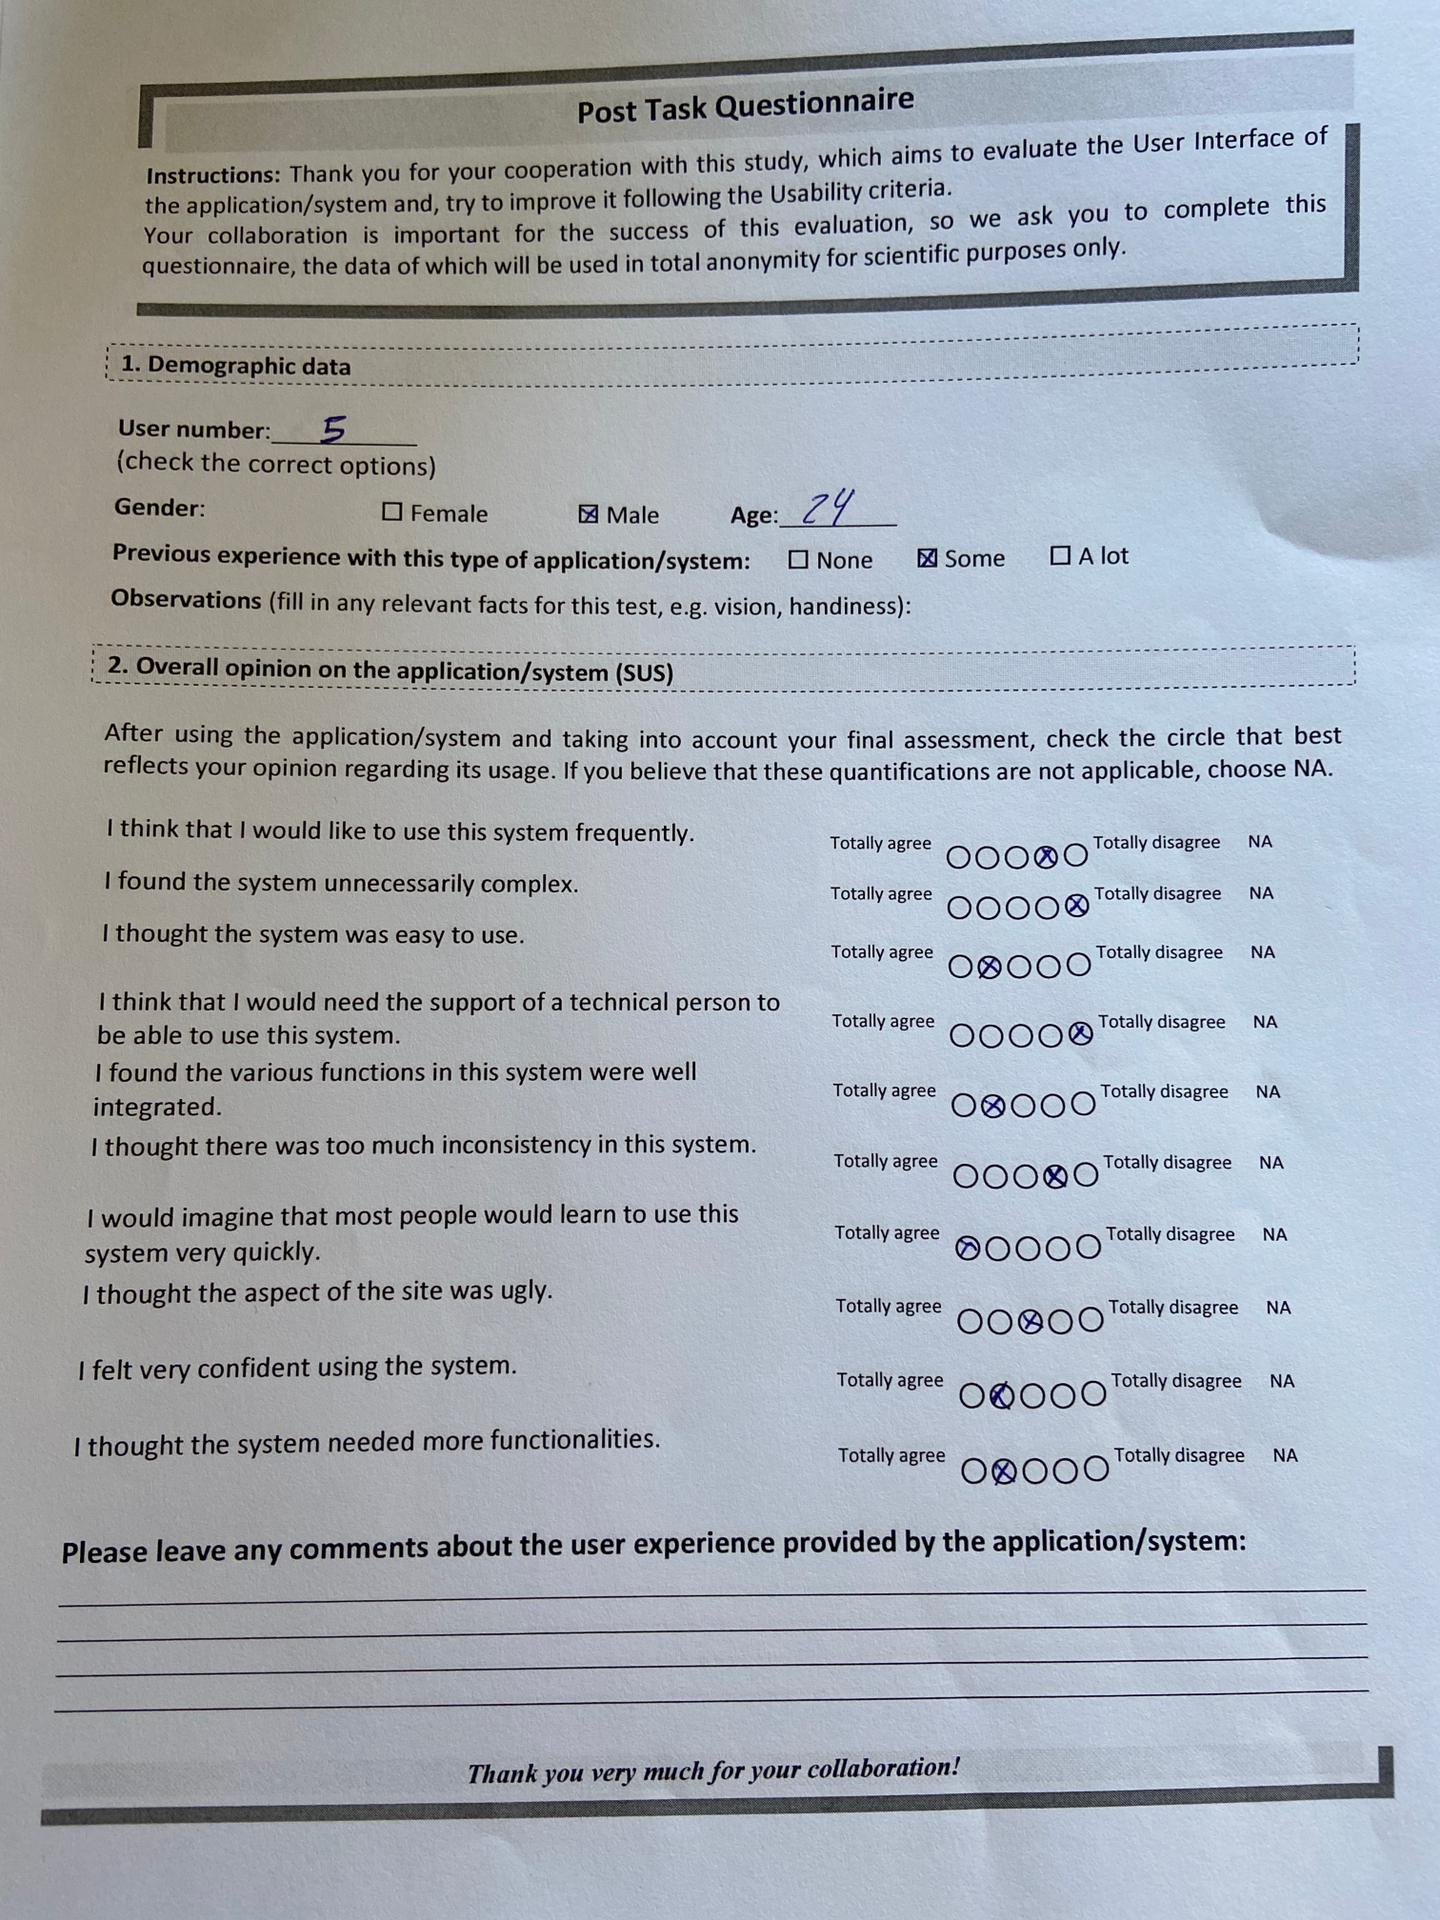 Post Task Questionnaire
Instructions: Thank you for your cooperation with this study, which aims to evaluate the User Interface of
the application/system and, try to improve it following the Usability criteria.
Your collaboration is important for the success of this evaluation, so we ask you to complete this
questionnaire, the data of which will be used in total anonymity for scientific purposes only.
1. Demographic data
User number: 5
(check the correct options)
Gender: ☐ Female ☒ Male Age: 24
Previous experience with this type of application/system: ☐ None ☒ Some ☐ A lot
Observations (fill in any relevant facts for this test, e.g. vision, handiness):
2. Overall opinion on the application/system (SUS)
After using the application/system and taking into account your final assessment, check the circle that best
reflects your opinion regarding its usage. If you believe that these quantifications are not applicable, choose NA.
I think that I would like to use this system frequently. Totally agree ○○○⊗○ Totally disagree NA
I found the system unnecessarily complex. Totally agree ○○○○⊗ Totally disagree NA
I thought the system was easy to use. Totally agree ○⊗○○○ Totally disagree NA
I think that I would need the support of a technical person to
be able to use this system. Totally agree ○○○○⊗ Totally disagree NA
I found the various functions in this system were well
integrated. Totally agree ○⊗○○○ Totally disagree NA
I thought there was too much inconsistency in this system. Totally agree ○○○⊗○ Totally disagree NA
I would imagine that most people would learn to use this
system very quickly. Totally agree ⊗○○○○ Totally disagree NA
I thought the aspect of the site was ugly. Totally agree ○○⊗○○ Totally disagree NA
I felt very confident using the system. Totally agree ○⊗○○○ Totally disagree NA
I thought the system needed more functionalities. Totally agree ○⊗○○○ Totally disagree NA
Please leave any comments about the user experience provided by the application/system:
Thank you very much for your collaboration!